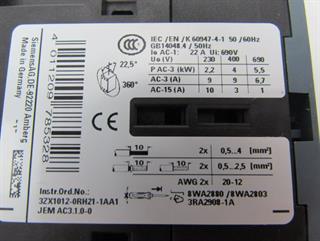 SiemensAG,DE-92220 Amberg
Made in Germany
4 011209 785328
22,5°
360°
IEC / EN / K 60947-4-1 50 / 60Hz
GB14048.4 / 50Hz
Ie AC-1: 22 A Ui: 690V
Ue (V) 230 400 690
P AC-3 (kW) 2,2 4 5,5
AC-3 (A) 9 9 6,7
AC-15 (A) 10 3 1
10 2x 0,5...4 mm²
10 10 2x 0,5...2,5 mm²
AWG 2x 20-12
Instr.Ord.No.:
3ZX1012-0RH21-1AA1
JEM AC3.1.0-0
8WA2880 / 8WA2803
3RA2908-1A